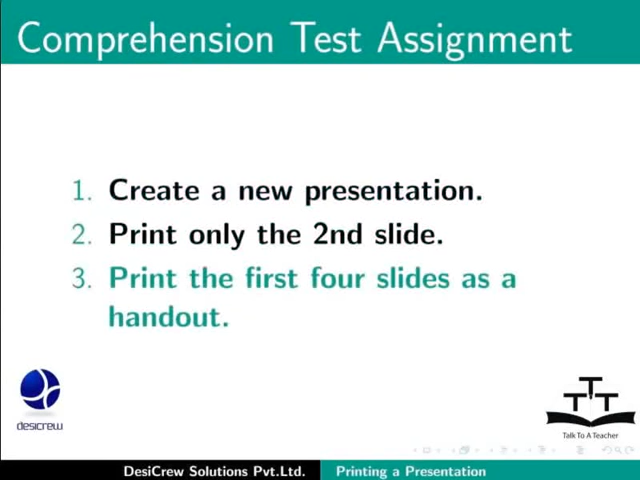 Comprehension Test Assignment
1. Create a new presentation.
2. Print only the 2nd slide.
3. Print the first four slides as a
handout.
desicrew
T T T
Talk To A Teacher
DesiCrew Solutions Pvt.Ltd. Printing a Presentation